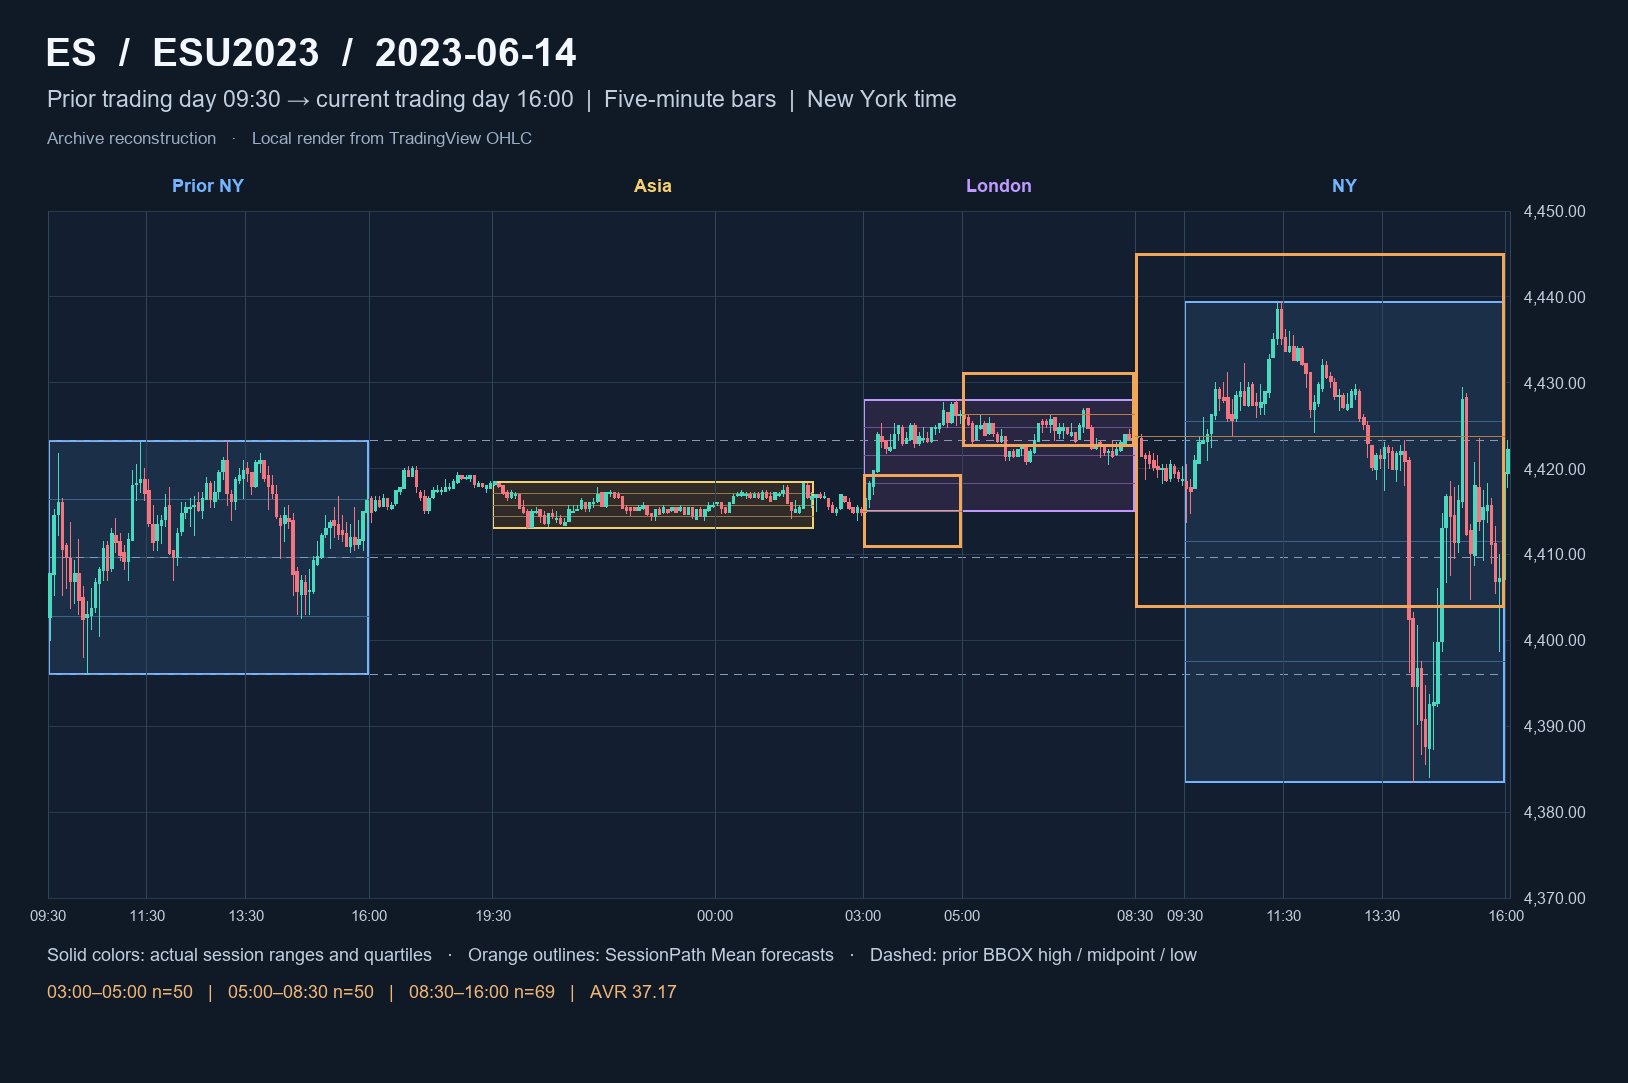 ES / ESU2023 / 2023-06-14
Prior trading day 09:30 → current trading day 16:00 | Five-minute bars | New York time
Archive reconstruction · Local render from TradingView OHLC
Prior NY Asia London NY
4,450.00
4,440.00
4,430.00
4,420.00
4,410.00
4,400.00
4,390.00
4,380.00
4,370.00
09:30 11:30 13:30 16:00 19:30 00:00 03:00 05:00 08:30 09:30 11:30 13:30 16:00
Solid colors: actual session ranges and quartiles · Orange outlines: SessionPath Mean forecasts · Dashed: prior BBOX high / midpoint / low
03:00–05:00 n=50 | 05:00–08:30 n=50 | 08:30–16:00 n=69 | AVR 37.17